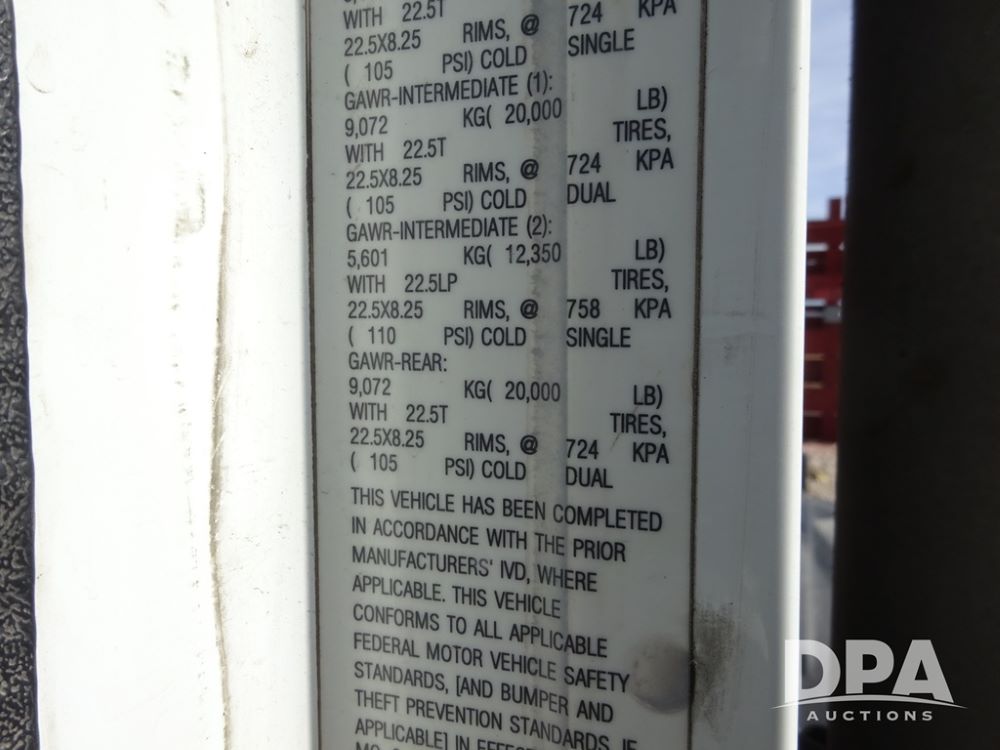 WITH 22.5T 724 KPA
22.5X8.25 RIMS, @ SINGLE
( 105 PSI) COLD
GAWR-INTERMEDIATE (1):
9,072 KG( 20,000 LB)
WITH 22.5T TIRES,
22.5X8.25 RIMS, @ 724 KPA
( 105 PSI) COLD DUAL
GAWR-INTERMEDIATE (2):
5,601 KG( 12,350 LB)
WITH 22.5LP TIRES,
22.5X8.25 RIMS, @ 758 KPA
( 110 PSI) COLD SINGLE
GAWR-REAR:
9,072 KG( 20,000 LB)
WITH 22.5T TIRES,
22.5X8.25 RIMS, @ 724 KPA
( 105 PSI) COLD DUAL
THIS VEHICLE HAS BEEN COMPLETED
IN ACCORDANCE WITH THE PRIOR
MANUFACTURERS' IVD, WHERE
APPLICABLE. THIS VEHICLE
CONFORMS TO ALL APPLICABLE
FEDERAL MOTOR VEHICLE SAFETY
STANDARDS, [AND BUMPER AND
THEFT PREVENTION STANDARDS, IF
APPLICABLE] IN EFFECT
DPA
AUCTIONS